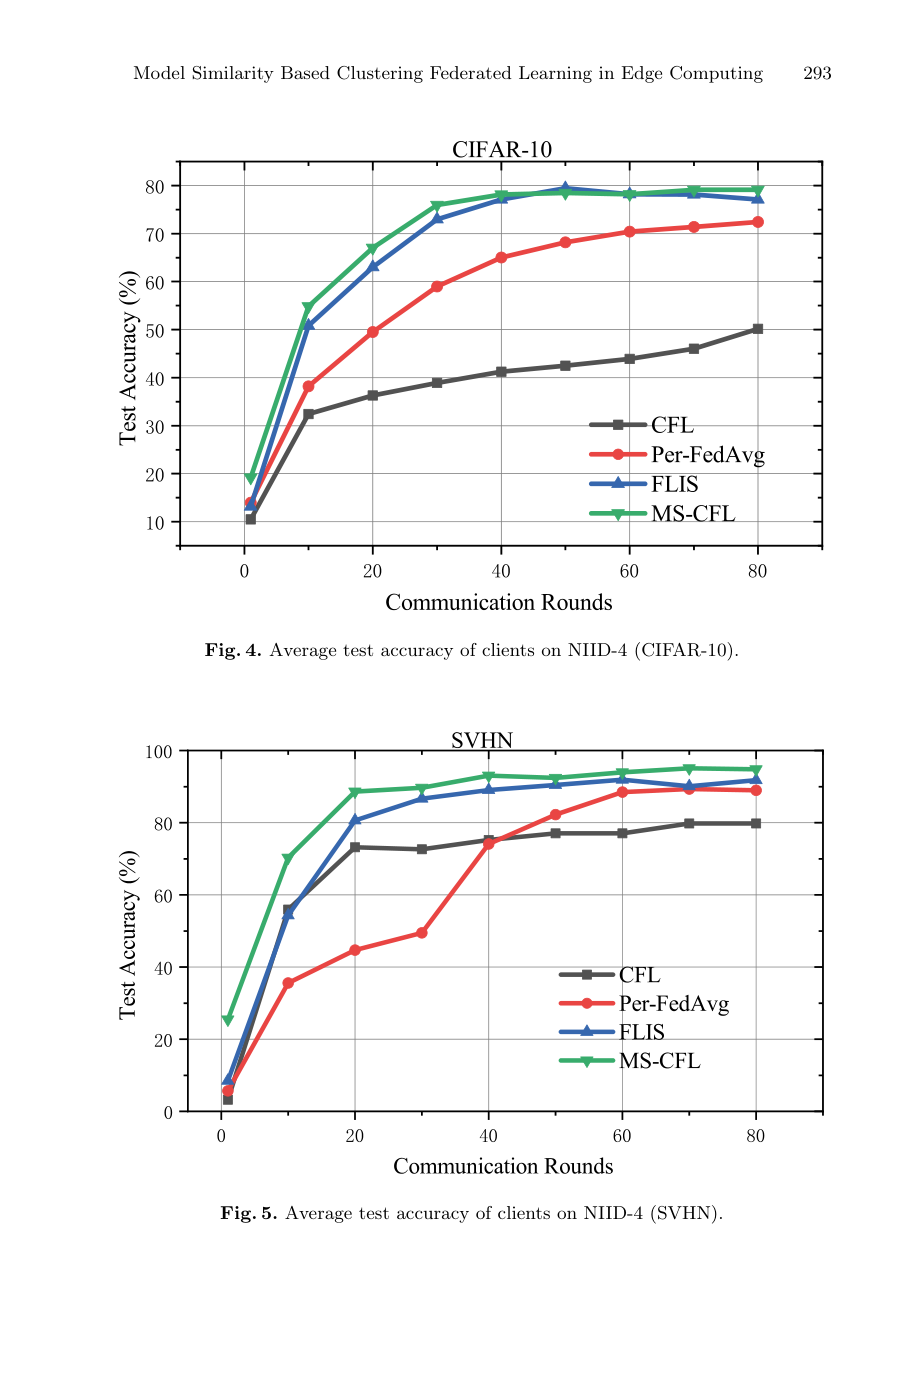 Model Similarity Based Clustering Federated Learning in Edge Computing 293
CIFAR-10
80
70
60
50
40
30
20
10
Test Accuracy (%)
CFL
Per-FedAvg
FLIS
MS-CFL
0 20 40 60 80
Communication Rounds
Fig. 4. Average test accuracy of clients on NIID-4 (CIFAR-10).
SVHN
100
80
60
40
20
0
Test Accuracy (%)
CFL
Per-FedAvg
FLIS
MS-CFL
0 20 40 60 80
Communication Rounds
Fig. 5. Average test accuracy of clients on NIID-4 (SVHN).